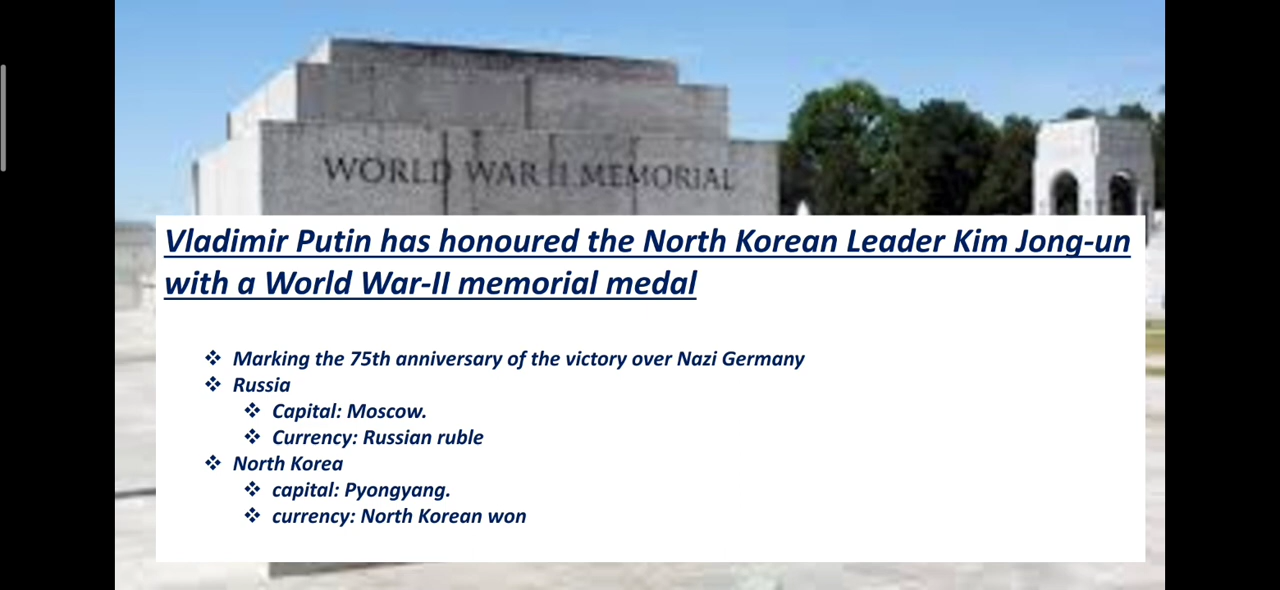 WORLD WAR II MEMORIAL
Vladimir Putin has honoured the North Korean Leader Kim Jong-un
with a World War-II memorial medal
❖ Marking the 75th anniversary of the victory over Nazi Germany
❖ Russia
❖ Capital: Moscow.
❖ Currency: Russian ruble
❖ North Korea
❖ capital: Pyongyang.
❖ currency: North Korean won